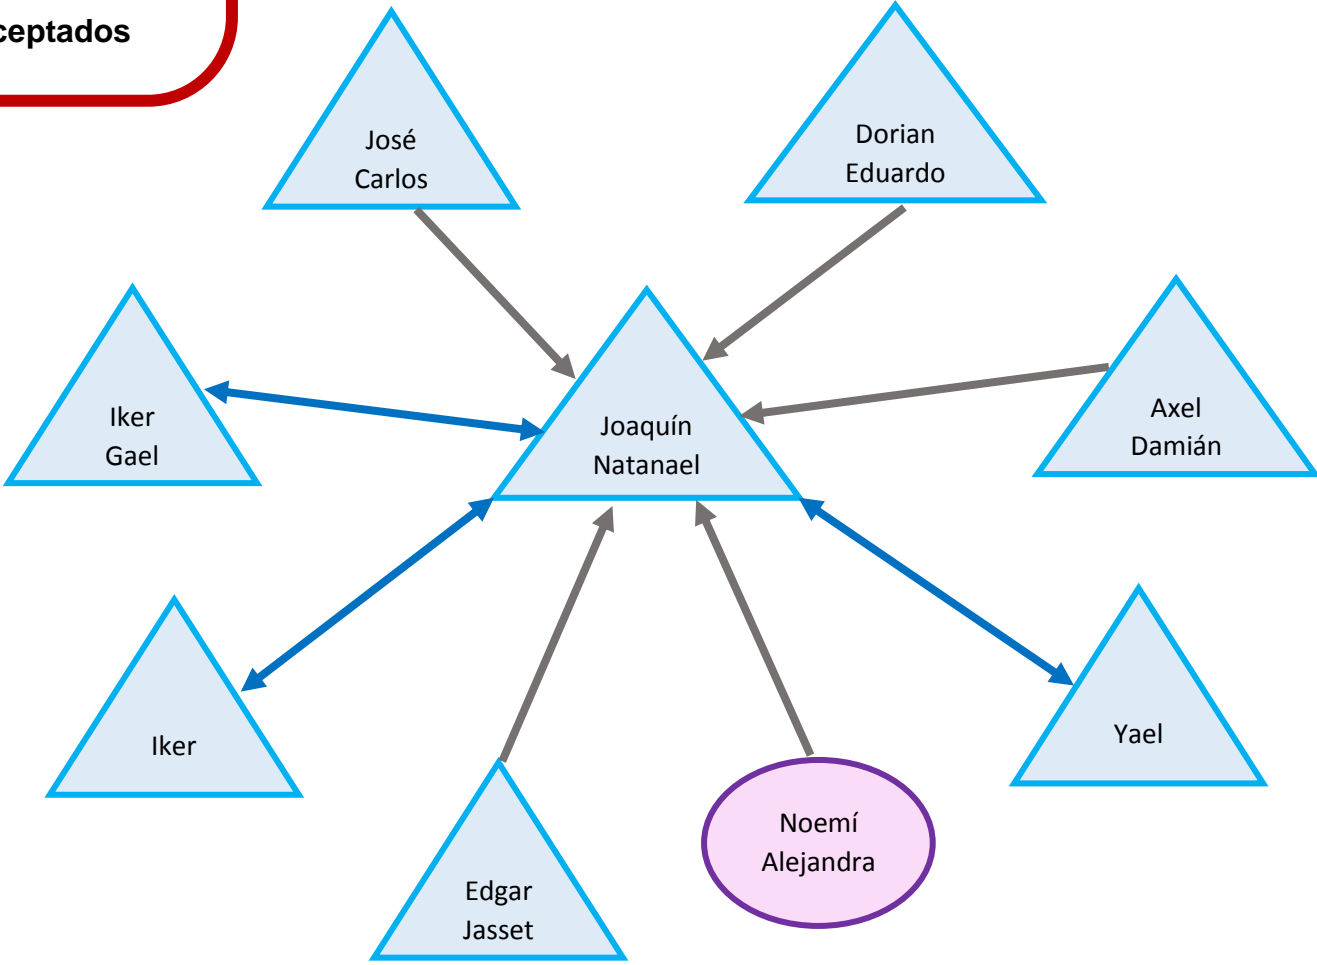 ceptados
José
Carlos
Dorian
Eduardo
Iker
Gael
Joaquín
Natanael
Axel
Damián
Iker
Yael
Edgar
Jasset
Noemí
Alejandra